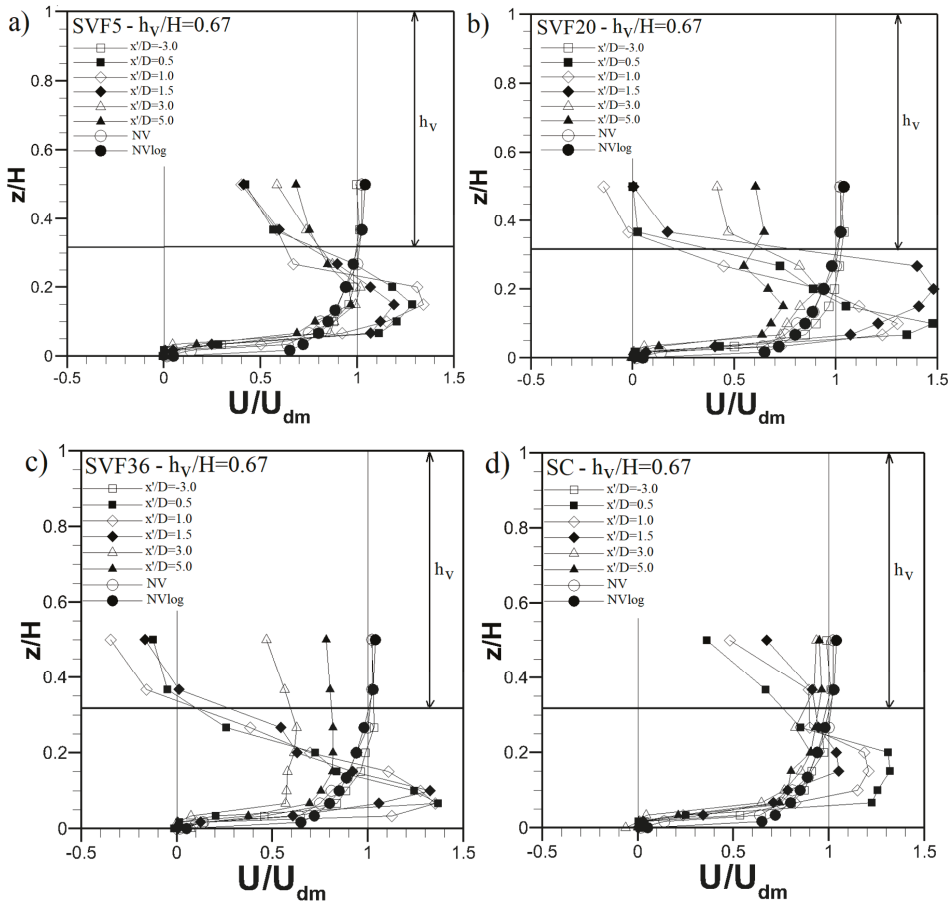 a)
SVF5 - hv/H=0.67
x'/D=-3.0
x'/D=0.5
x'/D=1.0
x'/D=1.5
x'/D=3.0
x'/D=5.0
NV
NVlog
hv
z/H
1
0.8
0.6
0.4
0.2
0
-0.5
0
0.5
1
1.5
U/Udm
b)
SVF20 - hv/H=0.67
x'/D=-3.0
x'/D=0.5
x'/D=1.0
x'/D=1.5
x'/D=3.0
x'/D=5.0
NV
NVlog
hv
z/H
1
0.8
0.6
0.4
0.2
0
-0.5
0
0.5
1
1.5
U/Udm
c)
SVF36 - hv/H=0.67
x'/D=-3.0
x'/D=0.5
x'/D=1.0
x'/D=1.5
x'/D=3.0
x'/D=5.0
NV
NVlog
hv
z/H
1
0.8
0.6
0.4
0.2
0
-0.5
0
0.5
1
1.5
U/Udm
d)
SC - hv/H=0.67
x'/D=-3.0
x'/D=0.5
x'/D=1.0
x'/D=1.5
x'/D=3.0
x'/D=5.0
NV
NVlog
hv
z/H
1
0.8
0.6
0.4
0.2
0
-0.5
0
0.5
1
1.5
U/Udm